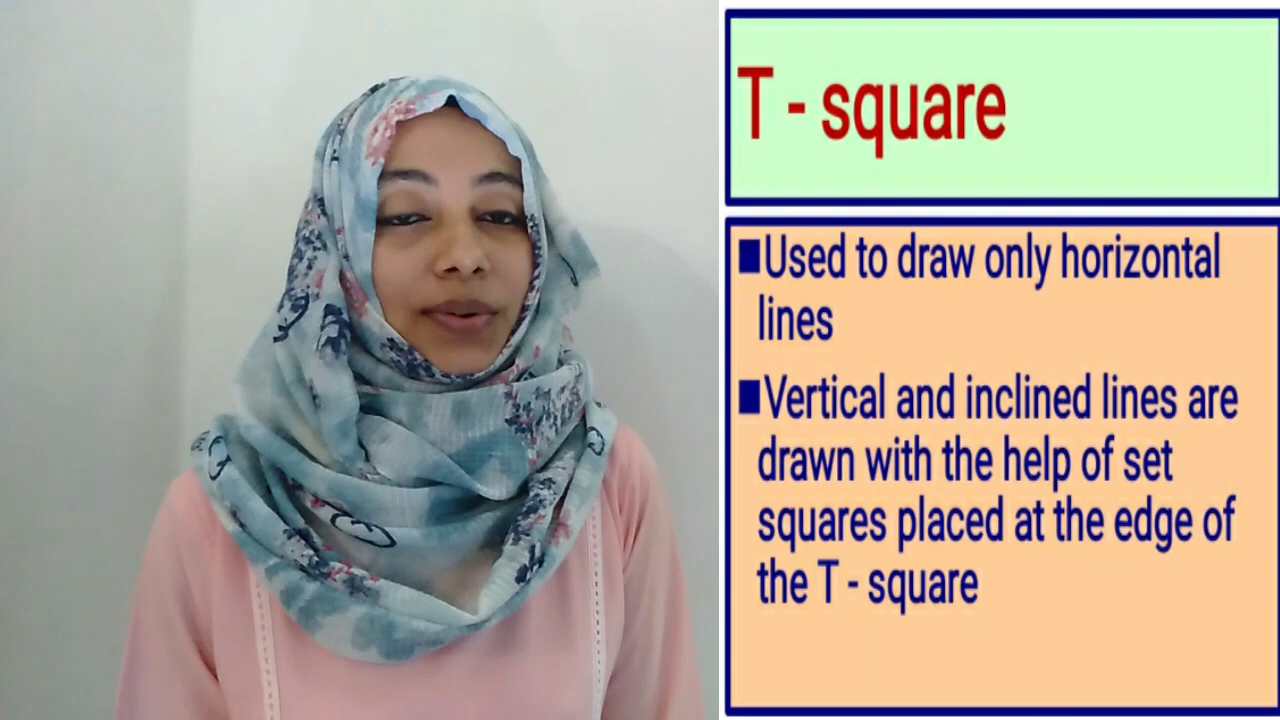 T - square
■Used to draw only horizontal
lines
■Vertical and inclined lines are
drawn with the help of set
squares placed at the edge of
the T - square